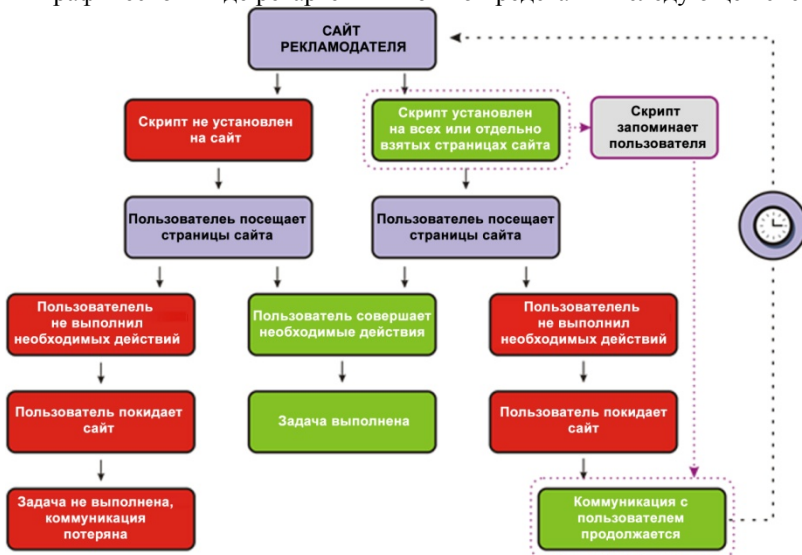 САЙТ
РЕКЛАМОДАТЕЛЯ
Скрипт не установлен
на сайт
Скрипт установлен
на всех или отдельно
взятых страницах сайта
Скрипт
запоминает
пользователя
Пользователеь посещает
страницы сайта
Пользователеь посещает
страницы сайта
Пользователель
не выполнил
необходимых действий
Пользователь совершает
необходимые действия
Пользователель
не выполнил
необходимых действий
Пользователь покидает
сайт
Задача выполнена
Пользователь покидает
сайт
Задача не выполнена,
коммуникация
потеряна
Коммуникация с
пользователем
продолжается